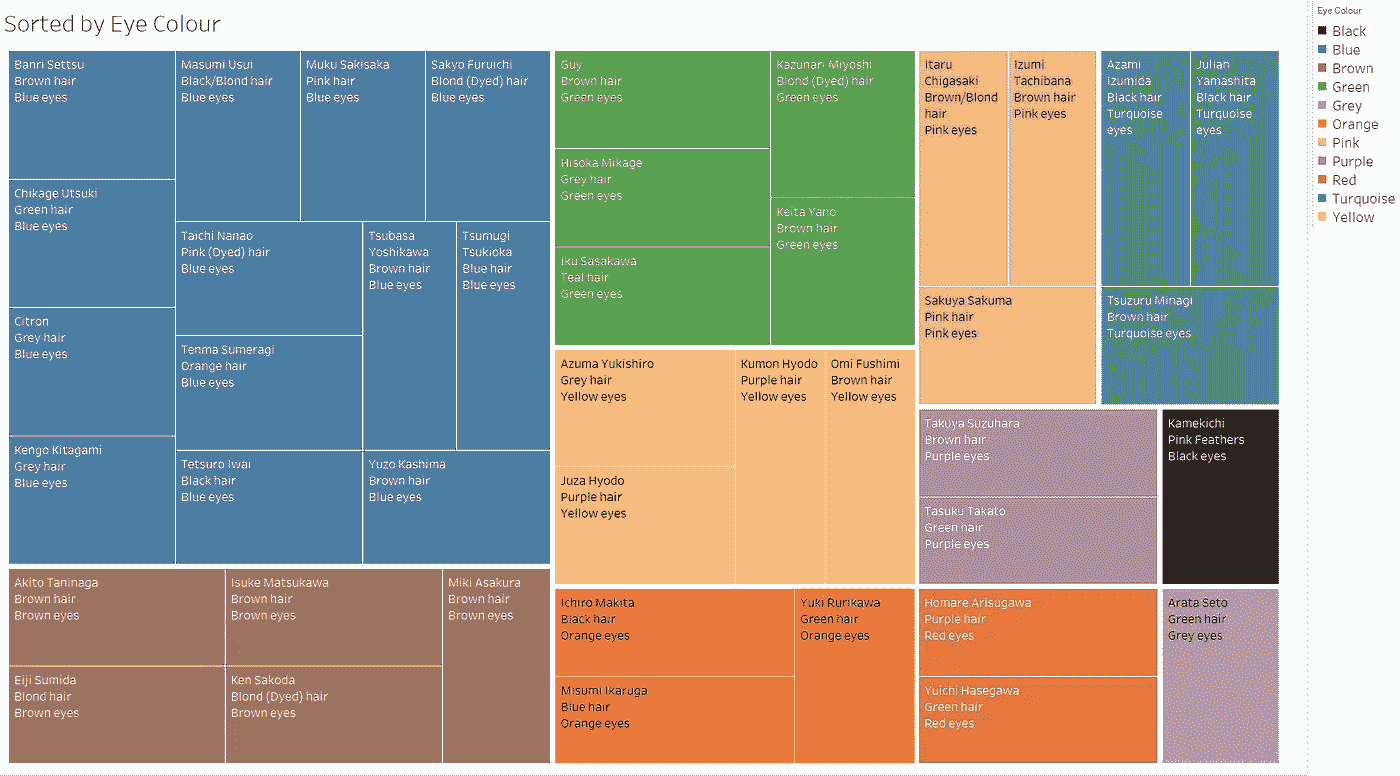 Sorted by Eye Colour
Banri Settsu
Brown hair
Blue eyes
Chikage Utsuki
Green hair
Blue eyes
Citron
Grey hair
Blue eyes
Kengo Kitagami
Grey hair
Blue eyes
Masumi Usui
Black/Blond hair
Blue eyes
Muku Sakisaka
Pink hair
Blue eyes
Sakyo Furuichi
Blond (Dyed) hair
Blue eyes
Taichi Nanao
Pink (Dyed) hair
Blue eyes
Tenma Sumeragi
Orange hair
Blue eyes
Tsubasa
Yoshikawa
Brown hair
Blue eyes
Tsumugi
Tsukioka
Blue hair
Blue eyes
Tetsuro Iwai
Black hair
Blue eyes
Yuzo Kashima
Brown hair
Blue eyes
Akito Taninaga
Brown hair
Brown eyes
Eiji Sumida
Blond hair
Brown eyes
Isuke Matsukawa
Brown hair
Brown eyes
Ken Sakoda
Blond (Dyed) hair
Brown eyes
Miki Asakura
Brown hair
Brown eyes
Guy
Brown hair
Green eyes
Hisoka Mikage
Grey hair
Green eyes
Iku Sasakawa
Teal hair
Green eyes
Kazunari Miyoshi
Blond (Dyed) hair
Green eyes
Keita Yano
Brown hair
Green eyes
Azuma Yukishiro
Grey hair
Yellow eyes
Juza Hyodo
Purple hair
Yellow eyes
Kumon Hyodo
Purple hair
Yellow eyes
Omi Fushimi
Brown hair
Yellow eyes
Ichiro Makita
Black hair
Orange eyes
Misumi Ikaruga
Blue hair
Orange eyes
Yuki Rurikawa
Green hair
Orange eyes
Itaru
Chigasaki
Brown/Blond
hair
Pink eyes
Izumi
Tachibana
Brown hair
Pink eyes
Sakuya Sakuma
Pink hair
Pink eyes
Azami
Izumida
Black hair
Turquoise
eyes
Julian
Yamashita
Black hair
Turquoise
eyes
Tsuzuru Minagi
Brown hair
Turquoise eyes
Takuya Suzuhara
Brown hair
Purple eyes
Tasuku Takato
Green hair
Purple eyes
Kamekichi
Pink Feathers
Black eyes
Homare Arisugawa
Purple hair
Red eyes
Yuichi Hasegawa
Green hair
Red eyes
Arata Seto
Green hair
Grey eyes
Eye Colour
Black
Blue
Brown
Green
Grey
Orange
Pink
Purple
Red
Turquoise
Yellow